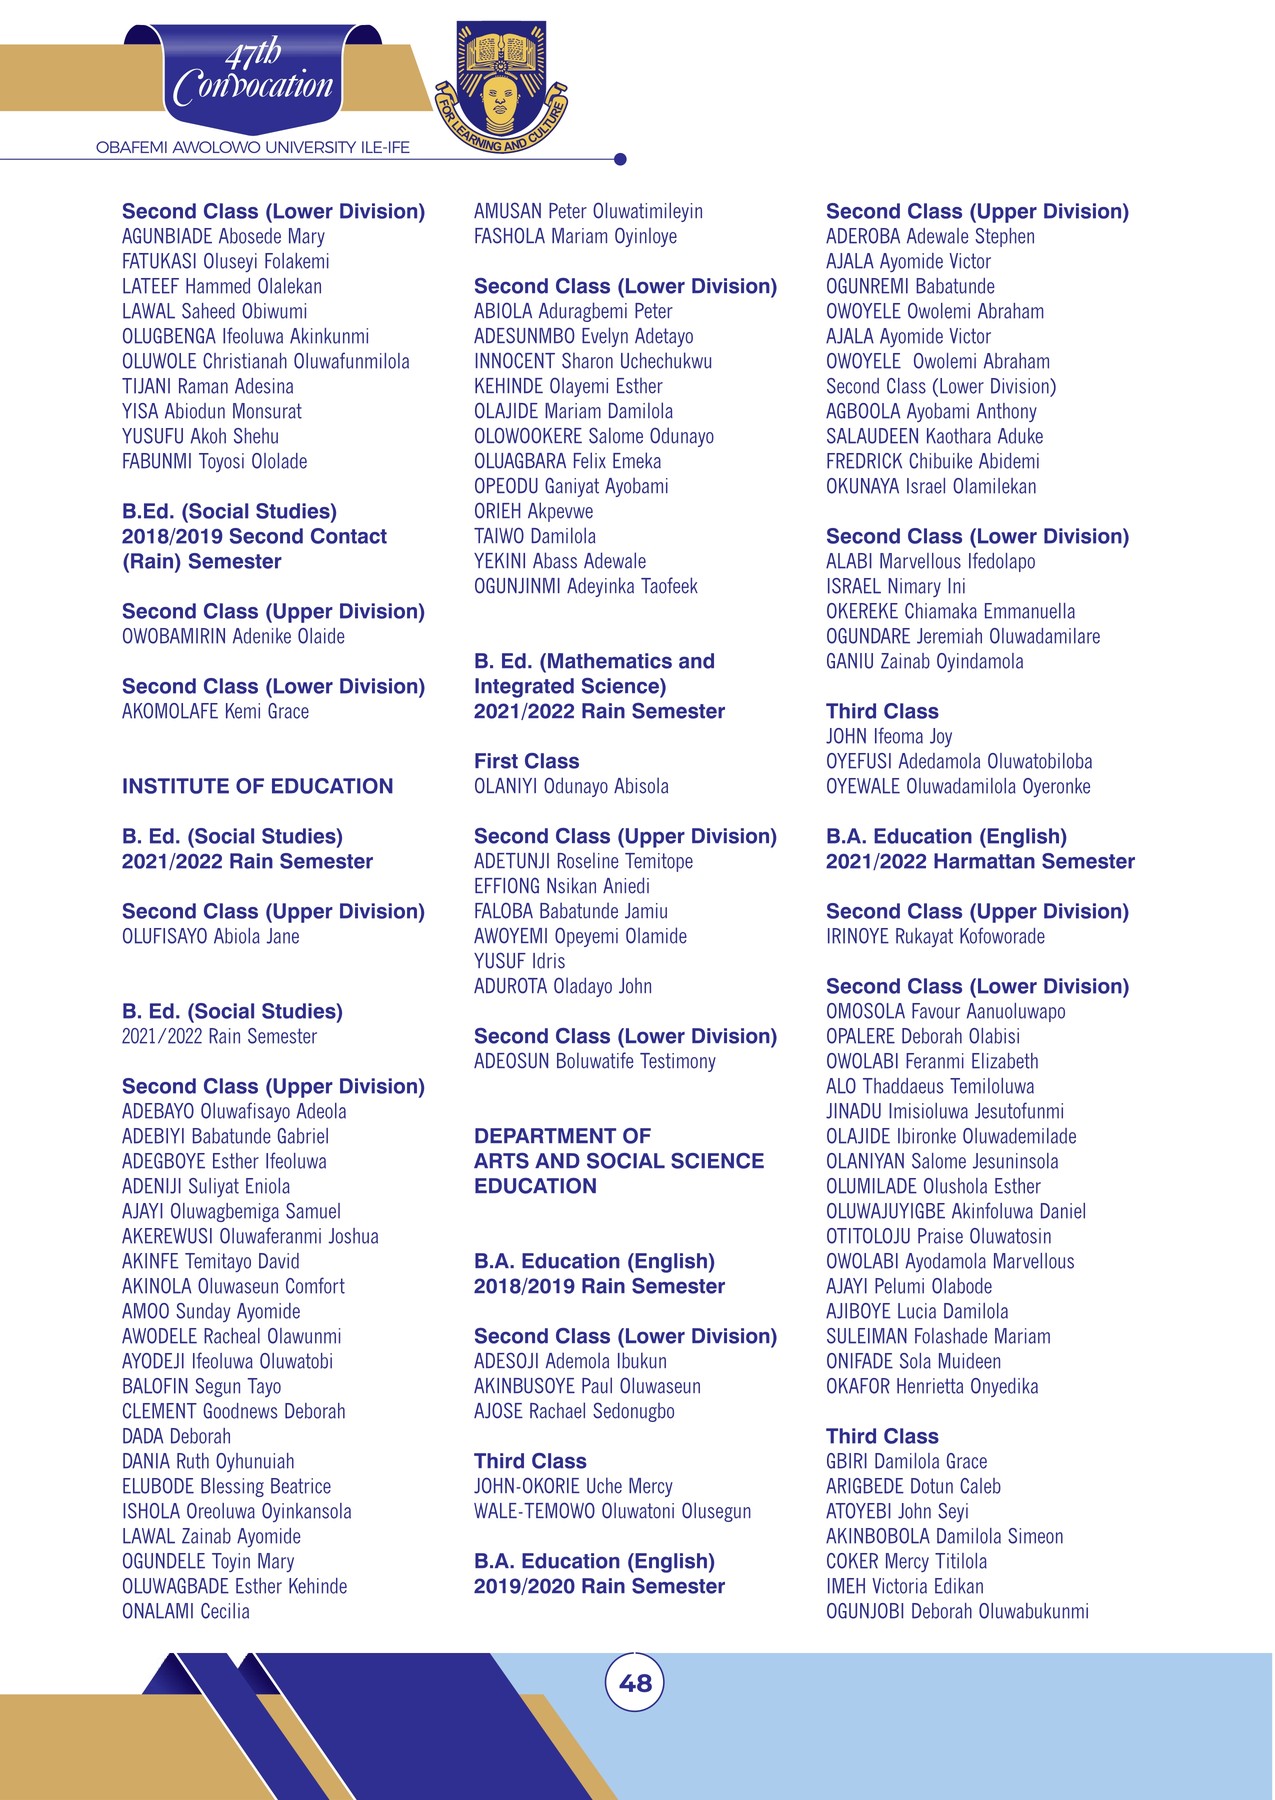 47th
Convocation
OBAFEMI AWOLOWO UNIVERSITY ILE-IFE
FOR LEARNING AND CULTURE
Second Class (Lower Division)
AGUNBIADE Abosede Mary
FATUKASI Oluseyi Folakemi
LATEEF Hammed Olalekan
LAWAL Saheed Obiwumi
OLUGBENGA Ifeoluwa Akinkunmi
OLUWOLE Christianah Oluwafunmilola
TIJANI Raman Adesina
YISA Abiodun Monsurat
YUSUFU Akoh Shehu
FABUNMI Toyosi Ololade
B.Ed. (Social Studies)
2018/2019 Second Contact
(Rain) Semester
Second Class (Upper Division)
OWOBAMIRIN Adenike Olaide
Second Class (Lower Division)
AKOMOLAFE Kemi Grace
INSTITUTE OF EDUCATION
B. Ed. (Social Studies)
2021/2022 Rain Semester
Second Class (Upper Division)
OLUFISAYO Abiola Jane
B. Ed. (Social Studies)
2021/2022 Rain Semester
Second Class (Upper Division)
ADEBAYO Oluwafisayo Adeola
ADEBIYI Babatunde Gabriel
ADEGBOYE Esther Ifeoluwa
ADENIJI Suliyat Eniola
AJAYI Oluwagbemiga Samuel
AKEREWUSI Oluwaferanmi Joshua
AKINFE Temitayo David
AKINOLA Oluwaseun Comfort
AMOO Sunday Ayomide
AWODELE Racheal Olawunmi
AYODEJI Ifeoluwa Oluwatobi
BALOFIN Segun Tayo
CLEMENT Goodnews Deborah
DADA Deborah
DANIA Ruth Oyhunuiah
ELUBODE Blessing Beatrice
ISHOLA Oreoluwa Oyinkansola
LAWAL Zainab Ayomide
OGUNDELE Toyin Mary
OLUWAGBADE Esther Kehinde
ONALAMI Cecilia
AMUSAN Peter Oluwatimileyin
FASHOLA Mariam Oyinloye
Second Class (Lower Division)
ABIOLA Aduragbemi Peter
ADESUNMBO Evelyn Adetayo
INNOCENT Sharon Uchechukwu
KEHINDE Olayemi Esther
OLAJIDE Mariam Damilola
OLOWOOKERE Salome Odunayo
OLUAGBARA Felix Emeka
OPEODU Ganiyat Ayobami
ORIEH Akpevwe
TAIWO Damilola
YEKINI Abass Adewale
OGUNJINMI Adeyinka Taofeek
B. Ed. (Mathematics and
Integrated Science)
2021/2022 Rain Semester
First Class
OLANIYI Odunayo Abisola
Second Class (Upper Division)
ADETUNJI Roseline Temitope
EFFIONG Nsikan Aniedi
FALOBA Babatunde Jamiu
AWOYEMI Opeyemi Olamide
YUSUF Idris
ADUROTA Oladayo John
Second Class (Lower Division)
ADEOSUN Boluwatife Testimony
DEPARTMENT OF
ARTS AND SOCIAL SCIENCE
EDUCATION
B.A. Education (English)
2018/2019 Rain Semester
Second Class (Lower Division)
ADESOJI Ademola Ibukun
AKINBUSOYE Paul Oluwaseun
AJOSE Rachael Sedonugbo
Third Class
JOHN-OKORIE Uche Mercy
WALE-TEMOWO Oluwatoni Olusegun
B.A. Education (English)
2019/2020 Rain Semester
Second Class (Upper Division)
ADEROBA Adewale Stephen
AJALA Ayomide Victor
OGUNREMI Babatunde
OWOYELE Owolemi Abraham
AJALA Ayomide Victor
OWOYELE  Owolemi Abraham
Second Class (Lower Division)
AGBOOLA Ayobami Anthony
SALAUDEEN Kaothara Aduke
FREDRICK Chibuike Abidemi
OKUNAYA Israel Olamilekan
Second Class (Lower Division)
ALABI Marvellous Ifedolapo
ISRAEL Nimary Ini
OKEREKE Chiamaka Emmanuella
OGUNDARE Jeremiah Oluwadamilare
GANIU Zainab Oyindamola
Third Class
JOHN Ifeoma Joy
OYEFUSI Adedamola Oluwatobiloba
OYEWALE Oluwadamilola Oyeronke
B.A. Education (English)
2021/2022 Harmattan Semester
Second Class (Upper Division)
IRINOYE Rukayat Kofoworade
Second Class (Lower Division)
OMOSOLA Favour Aanuoluwapo
OPALERE Deborah Olabisi
OWOLABI Feranmi Elizabeth
ALO Thaddaeus Temiloluwa
JINADU Imisioluwa Jesutofunmi
OLAJIDE Ibironke Oluwademilade
OLANIYAN Salome Jesuninsola
OLUMILADE Olushola Esther
OLUWAJUYIGBE Akinfoluwa Daniel
OTITOLOJU Praise Oluwatosin
OWOLABI Ayodamola Marvellous
AJAYI Pelumi Olabode
AJIBOYE Lucia Damilola
SULEIMAN Folashade Mariam
ONIFADE Sola Muideen
OKAFOR Henrietta Onyedika
Third Class
GBIRI Damilola Grace
ARIGBEDE Dotun Caleb
ATOYEBI John Seyi
AKINBOBOLA Damilola Simeon
COKER Mercy Titilola
IMEH Victoria Edikan
OGUNJOBI Deborah Oluwabukunmi
48